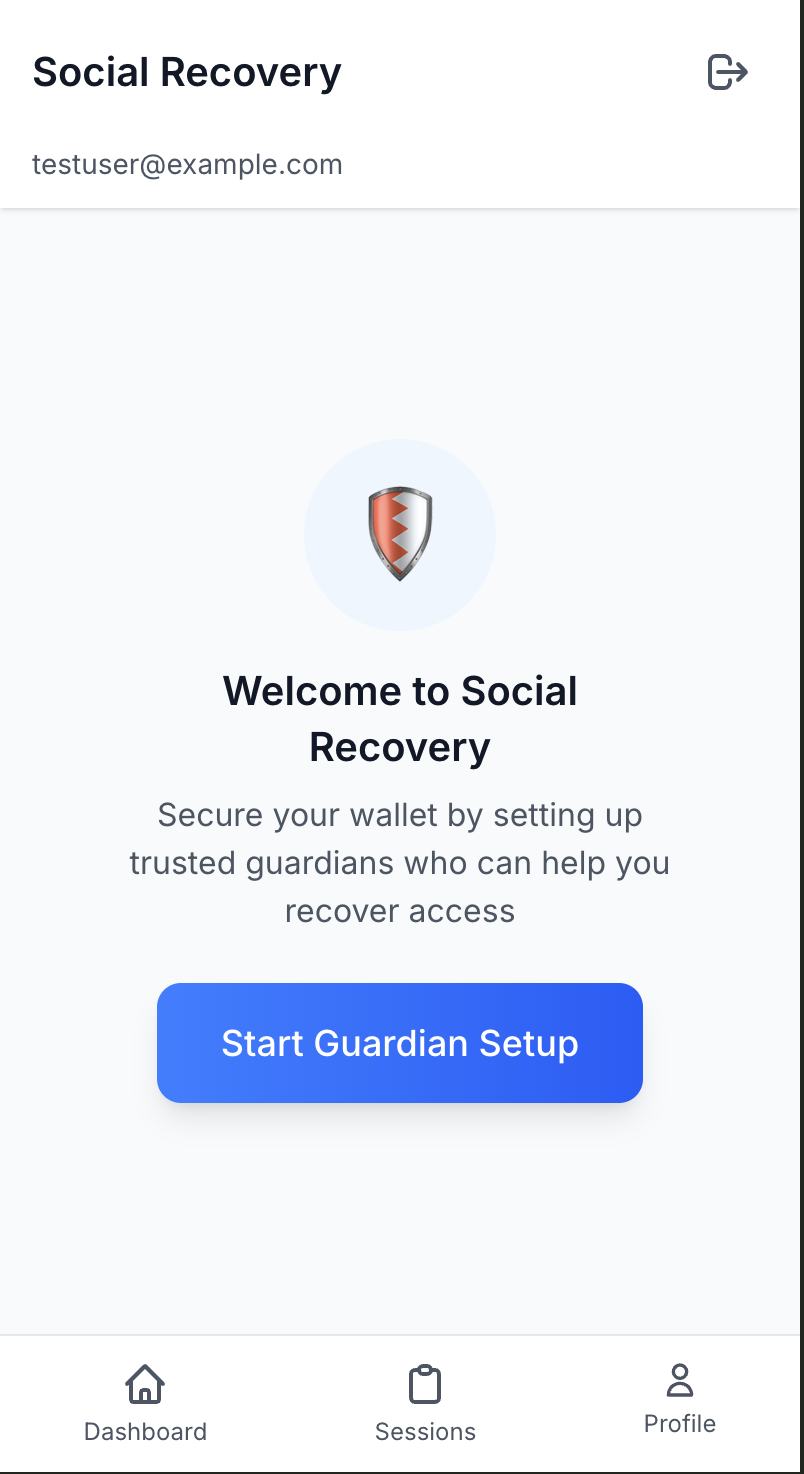 Social Recovery
testuser@example.com
Welcome to Social
Recovery
Secure your wallet by setting up
trusted guardians who can help you
recover access
Start Guardian Setup
Dashboard
Sessions
Profile